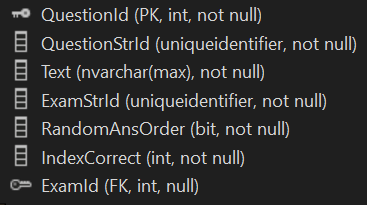 QuestionId (PK, int, not null)
QuestionStrId (uniqueidentifier, not null)
Text (nvarchar(max), not null)
ExamStrId (uniqueidentifier, not null)
RandomAnsOrder (bit, not null)
IndexCorrect (int, not null)
ExamId (FK, int, null)